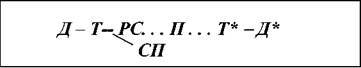 Д – Т – РС. . . П . . . Т* – Д*
СП